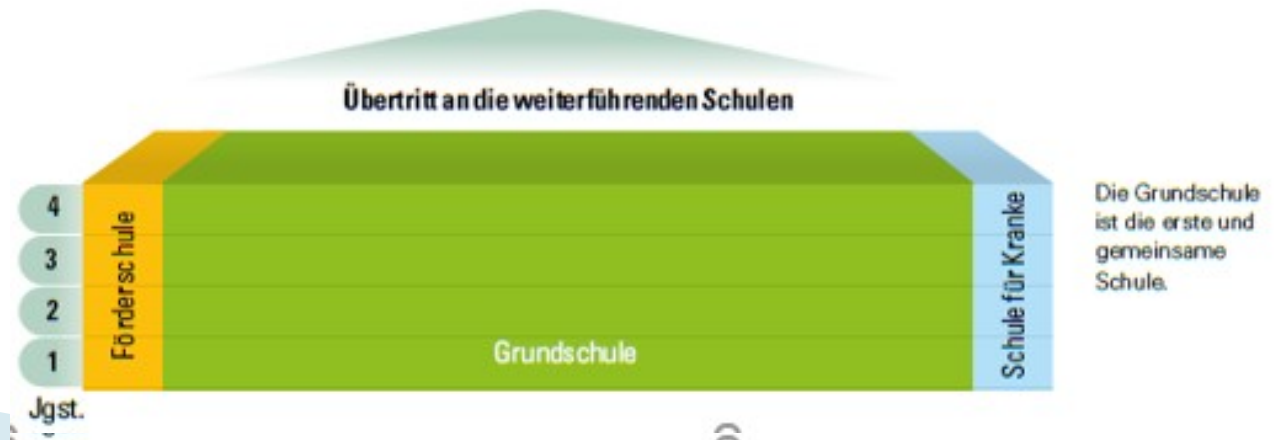 Übertritt an die weiterführenden Schulen
4
3
2
1
Jgst.
Förderschule
Grundschule
Schule für Kranke
Die Grundschule
ist die erste und
gemeinsame
Schule.